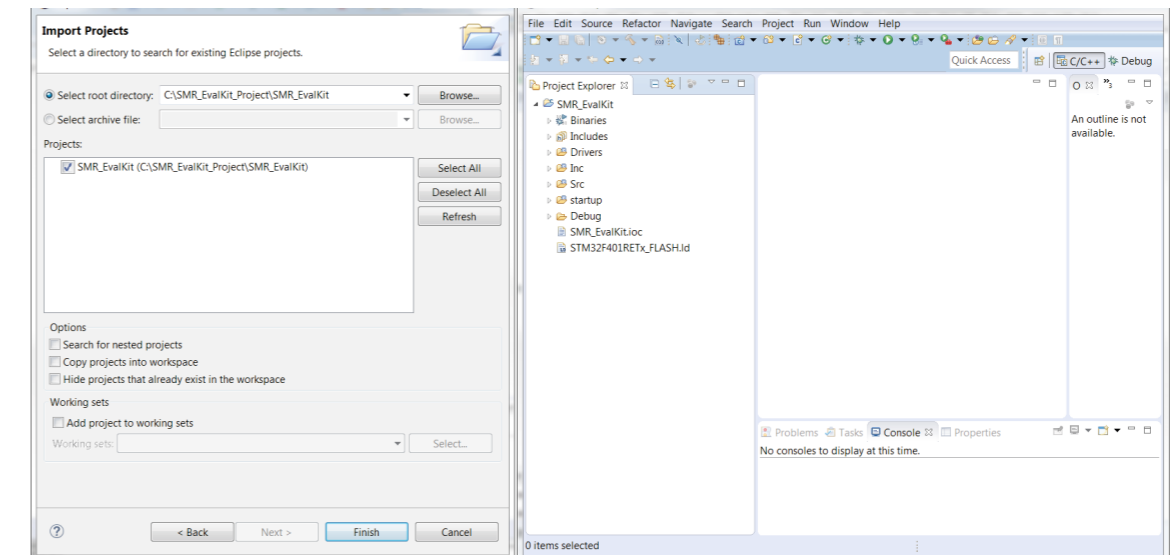 Import Projects
Select a directory to search for existing Eclipse projects.
Select root directory: C:\SMR_EvalKit_Project\SMR_EvalKit Browse...
Select archive file: Browse...
Projects:
SMR_EvalKit (C:\SMR_EvalKit_Project\SMR_EvalKit)
Select All
Deselect All
Refresh
Options
Search for nested projects
Copy projects into workspace
Hide projects that already exist in the workspace
Working sets
Add project to working sets
Working sets: Select...
? < Back Next > Finish Cancel
File Edit Source Refactor Navigate Search Project Run Window Help
Quick Access C/C++ Debug
Project Explorer
SMR_EvalKit
Binaries
Includes
Drivers
Inc
Src
startup
Debug
SMR_EvalKit.ioc
STM32F401RETx_FLASH.ld
O
An outline is not
available.
Problems Tasks Console Properties
No consoles to display at this time.
0 items selected